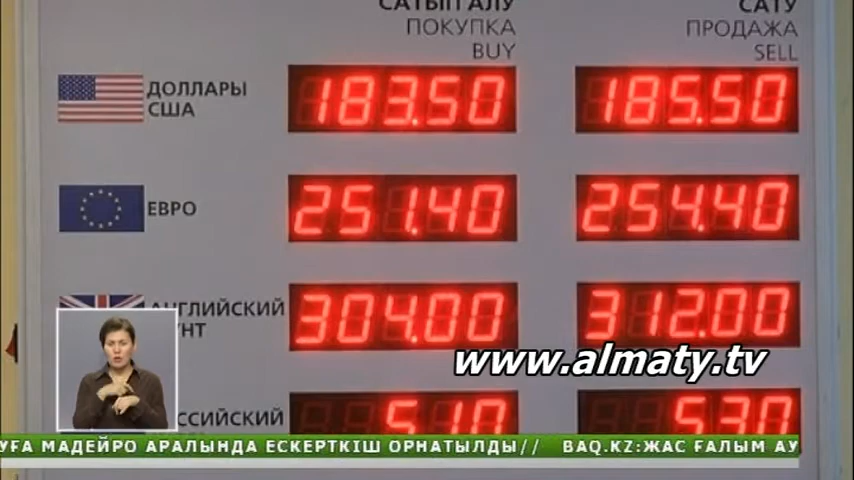 САТЫП АЛУ
ПОКУПКА
BUY
САТУ
ПРОДАЖА
SELL
ДОЛЛАРЫ
США
183.50
185.50
ЕВРО
251.40
254.40
АНГЛИЙСКИЙ
304.00
312.00
www.almaty.tv
5.10
5.30
УҒА МАДЕЙРО АРАЛЫНДА ЕСКЕРТКІШ ОРНАТЫЛДЫ// BAQ.KZ:ЖАС ҒАЛЫМ АУ